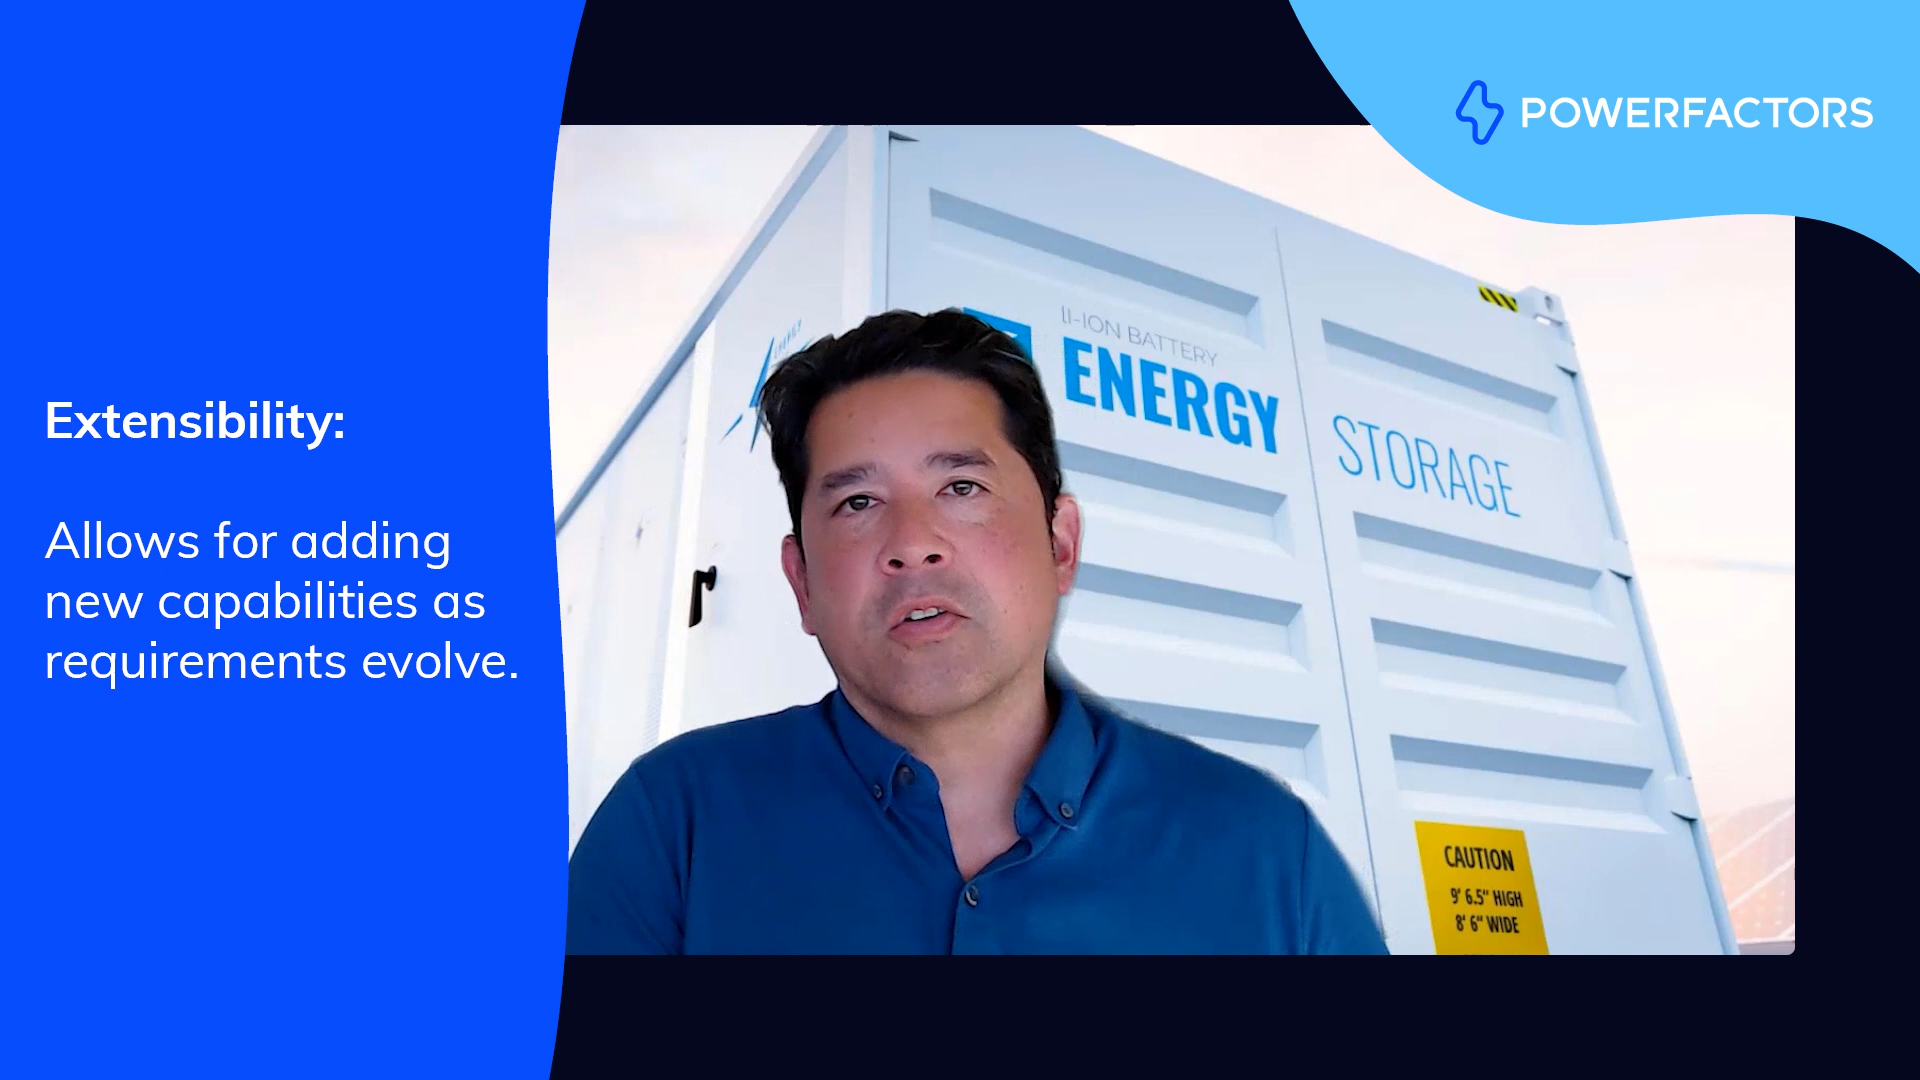 POWERFACTORS
Extensibility:
Allows for adding
new capabilities as
requirements evolve.
ENERGY
LI-ION BATTERY
ENERGY
STORAGE
CAUTION
9' 6.5" HIGH
8' 6" WIDE